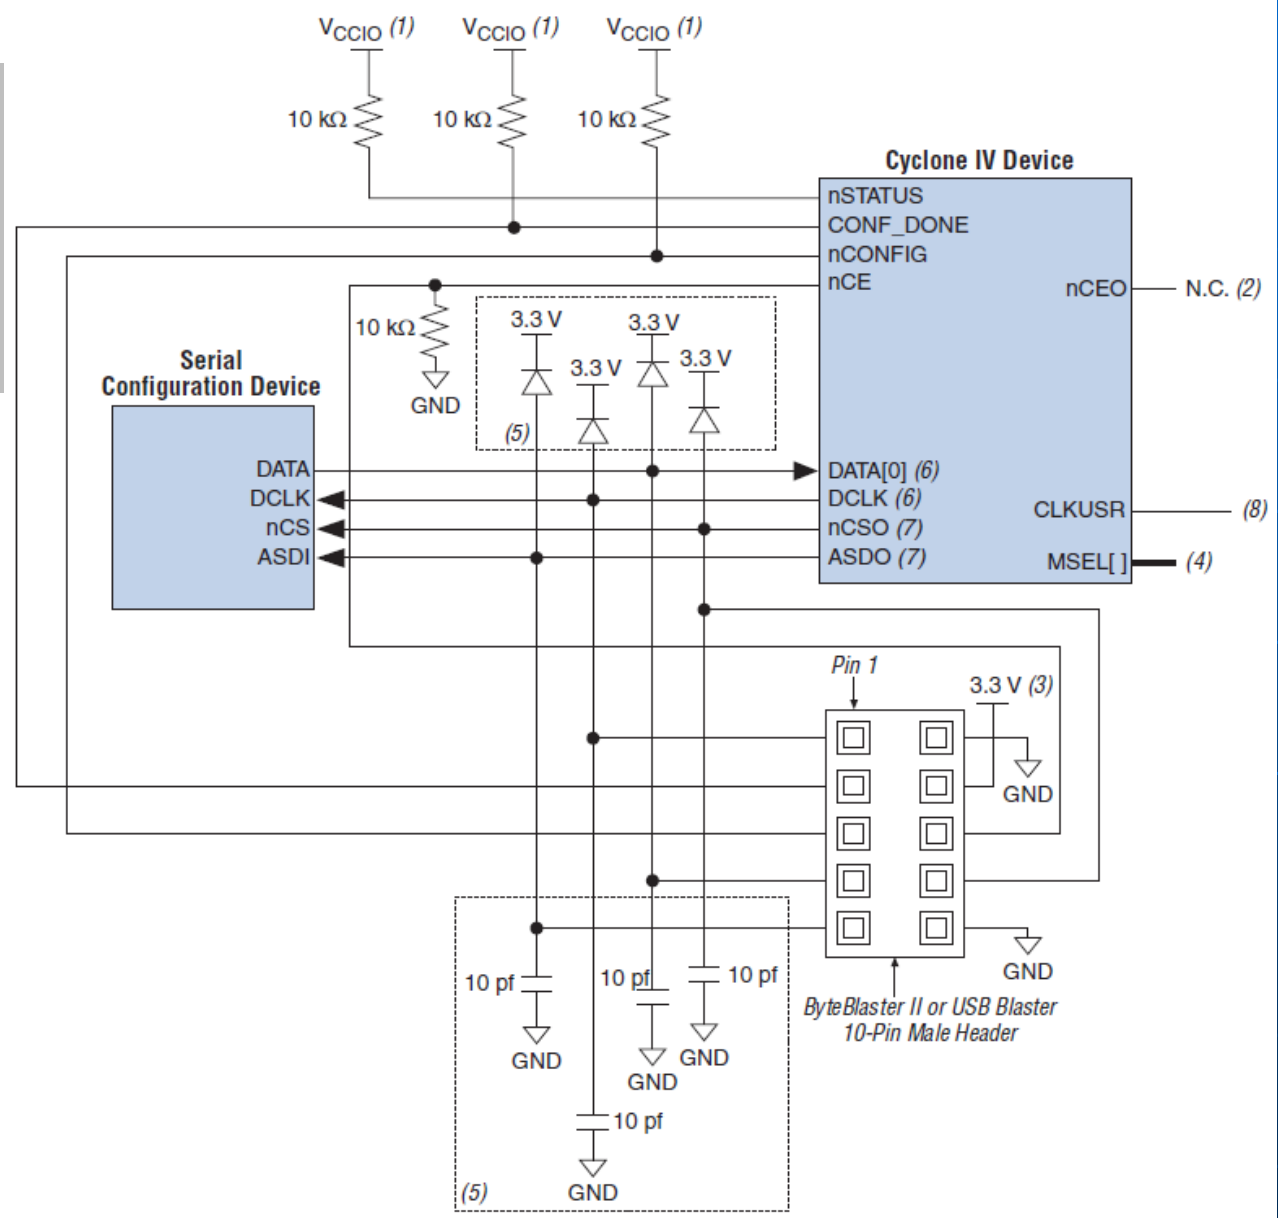 VCCIO (1) VCCIO (1) VCCIO (1)
10 kΩ 10 kΩ 10 kΩ
Cyclone IV Device
nSTATUS
CONF_DONE
nCONFIG
nCE
nCEO N.C. (2)
10 kΩ
GND
3.3 V 3.3 V
3.3 V 3.3 V
(5)
Serial
Configuration Device
DATA DATA[0] (6)
DCLK DCLK (6)
nCS nCSO (7)
ASDI ASDO (7)
CLKUSR (8)
MSEL[ ] (4)
Pin 1
3.3 V (3)
GND
GND
10 pf 10 pf 10 pf
GND GND
GND
10 pf
GND
(5)
ByteBlaster II or USB Blaster
10-Pin Male Header